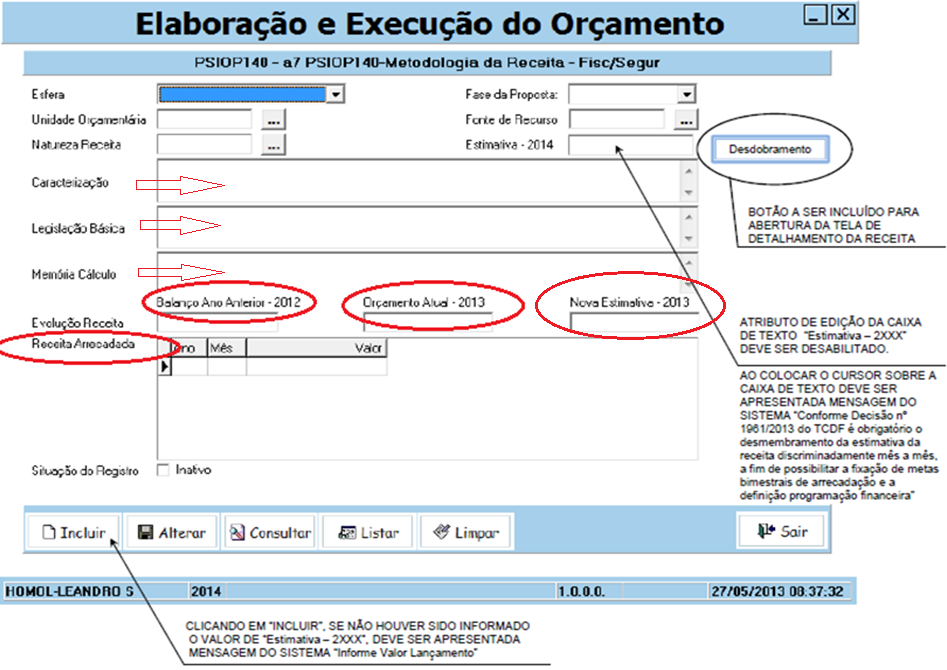 Elaboração e Execução do Orçamento
PSIOP140 - a7 PSIOP140-Metodologia da Receita - Fisc/Segur
Esfera
Fase da Proposta:
Unidade Orçamentária
...
Fonte de Recurso
...
Natureza Receita
...
Estimativa - 2014
Desdobramento
Caracterização
BOTÃO A SER INCLUÍDO PARA
ABERTURA DA TELA DE
DETALHAMENTO DA RECEITA
Legislação Básica
Memória Cálculo
Balanço Ano Anterior - 2012
Orçamento Atual - 2013
Nova Estimativa - 2013
Evolução Receita
Receita Arrecadada
Ano
Mês
Valor
ATRIBUTO DE EDIÇÃO DA CAIXA
DE TEXTO "Estimativa – 2XXX"
DEVE SER DESABILITADO.
AO COLOCAR O CURSOR SOBRE A
CAIXA DE TEXTO DEVE SER
APRESENTADA MENSAGEM DO
SISTEMA "Conforme Decisão nº
1961/2013 do TCDF é obrigatório o
desmembramento da estimativa da
receita discriminadamente mês a mês,
a fim de possibilitar a fixação de metas
bimestrais de arrecadação e a
definição programação financeira"
Situação do Registro
Inativo
Incluir
Alterar
Consultar
Listar
Limpar
Sair
HOMOL-LEANDRO S
2014
1.0.0.0.
27/05/2013 08:37:32
CLICANDO EM "INCLUIR", SE NÃO HOUVER SIDO INFORMADO
O VALOR DE "Estimativa – 2XXX", DEVE SER APRESENTADA
MENSAGEM DO SISTEMA "Informe Valor Lançamento"